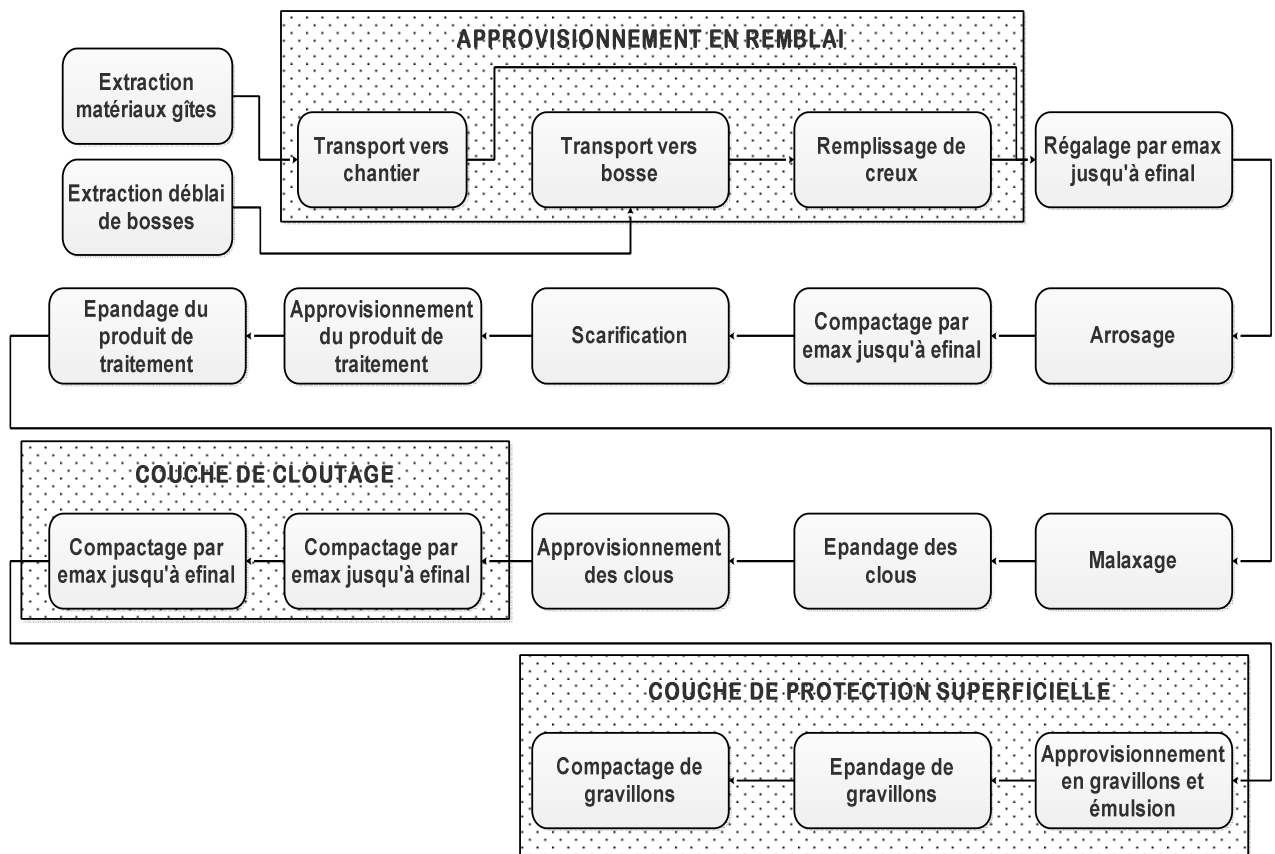 APPROVISIONNEMENT EN REMBLAI
Extraction
matériaux gîtes
Transport vers
chantier
Transport vers
bosse
Remplissage de
creux
Régalage par emax
jusqu'à efinal
Extraction déblai
de bosses
Epandage du
produit de
traitement
Approvisionnement
du produit de
traitement
Scarification
Compactage par
emax jusqu'à efinal
Arrosage
COUCHE DE CLOUTAGE
Compactage par
emax jusqu'à efinal
Compactage par
emax jusqu'à efinal
Approvisionnement
des clous
Epandage des
clous
Malaxage
COUCHE DE PROTECTION SUPERFICIELLE
Compactage de
gravillons
Epandage de
gravillons
Approvisionnement
en gravillons et
émulsion